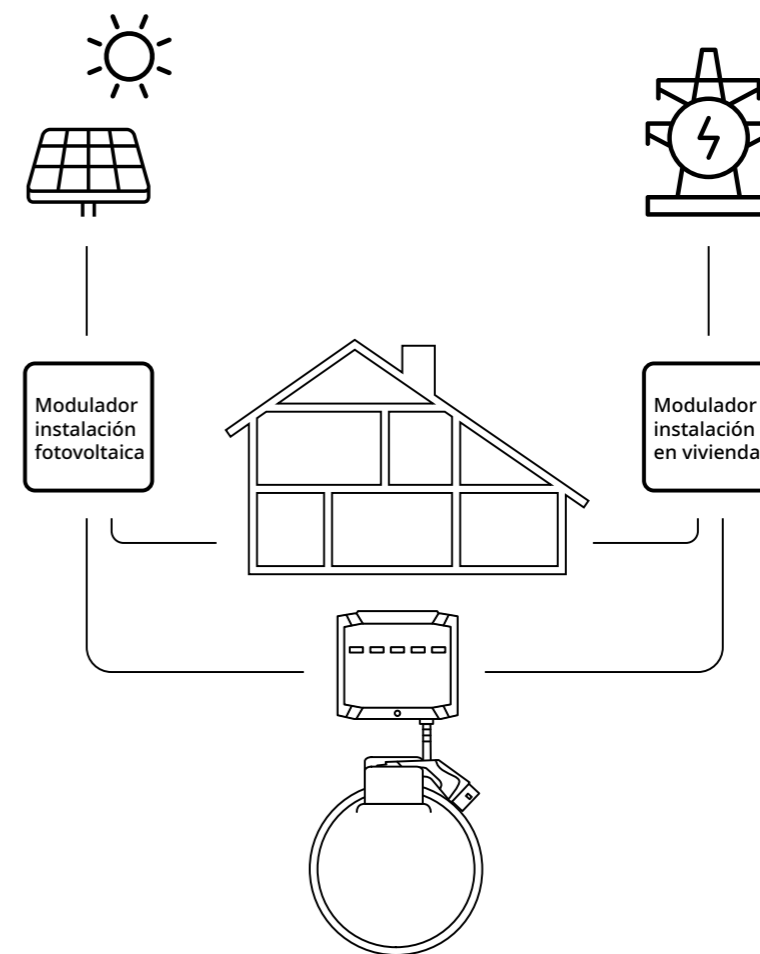 Modulador
instalación
fotovoltaica
Modulador
instalación
en vivienda